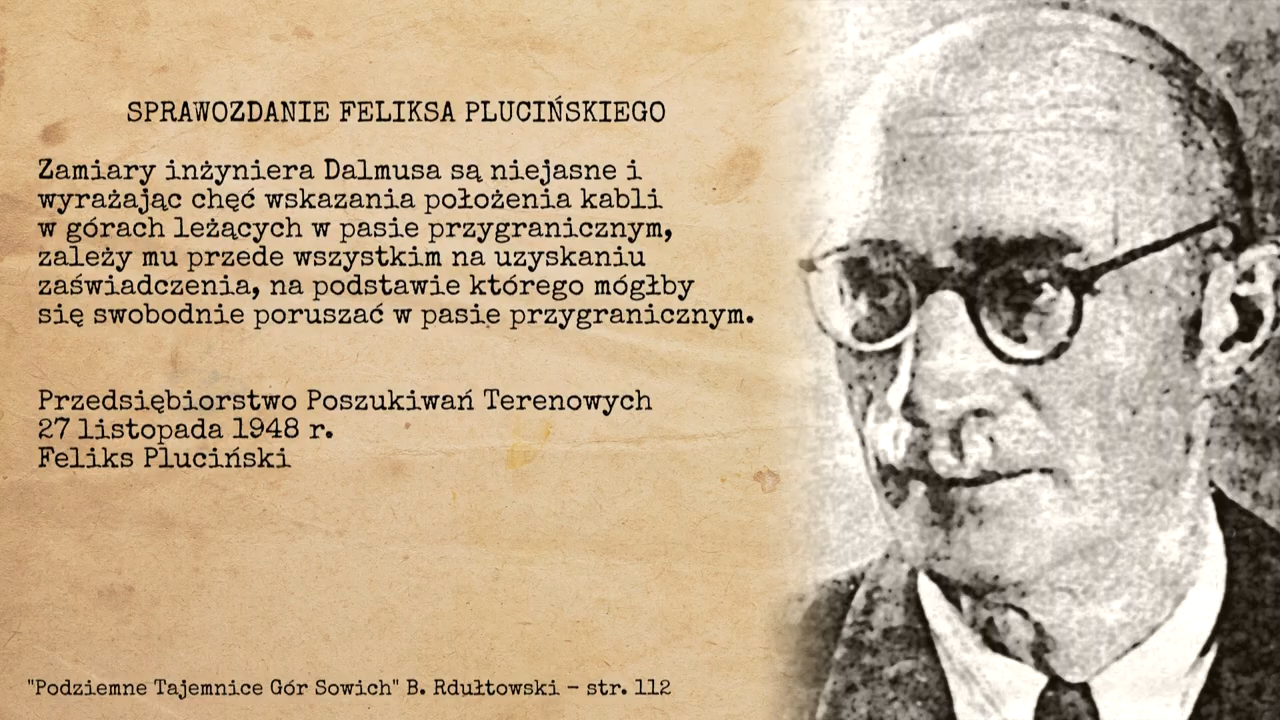 SPRAWOZDANIE FELIKSA PLUCIŃSKIEGO
Zamiary inżyniera Dalmusa są niejasne i
wyrażając chęć wskazania położenia kabli
w górach leżących w pasie przygranicznym,
zależy mu przede wszystkim na uzyskaniu
zaświadczenia, na podstawie którego mógłby
się swobodnie poruszać w pasie przygranicznym.
Przedsiębiorstwo Poszukiwań Terenowych
27 listopada 1948 r.
Feliks Pluciński
"Podziemne Tajemnice Gór Sowich" B. Rdułtowski - str. 112